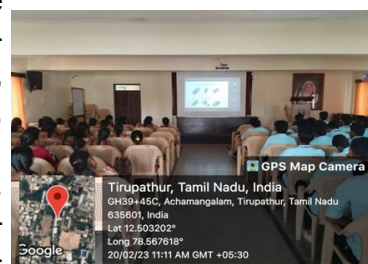 GPS Map Camera
Tirupathur, Tamil Nadu, India
GH39+45C, Achamangalam, Tirupathur, Tamil Nadu
635601, India
Lat 12.503202°
Long 78.567618°
20/02/23 11:11 AM GMT +05:30
Google